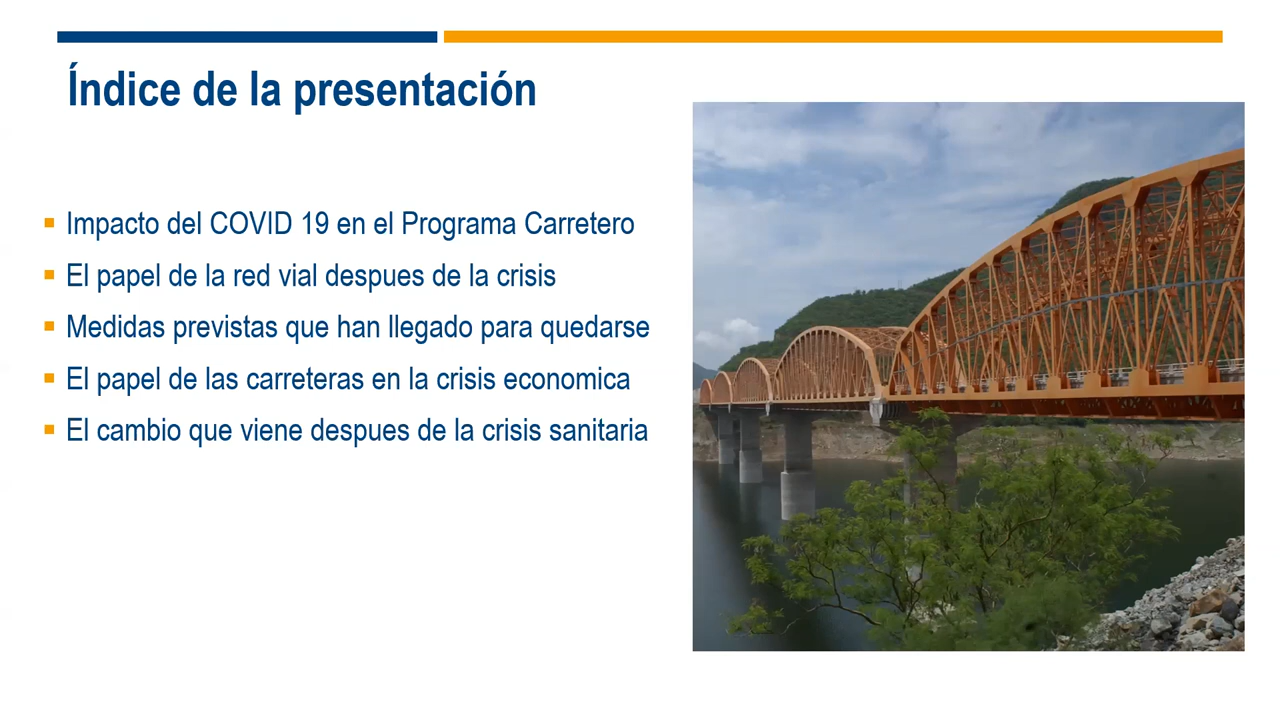 Índice de la presentación
Impacto del COVID 19 en el Programa Carretero
El papel de la red vial despues de la crisis
Medidas previstas que han llegado para quedarse
El papel de las carreteras en la crisis economica
El cambio que viene despues de la crisis sanitaria